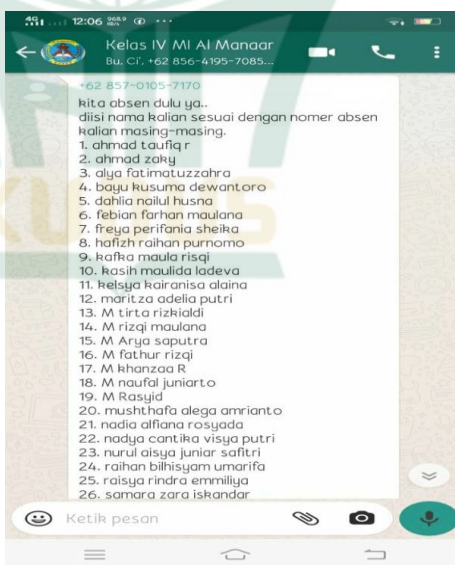 4G 12:06 968.9 B/s
Kelas IV MI Al Manaar
Bu. Ci', +62 856-4195-7085...
+62 857-0105-7170
kita absen dulu ya..
diisi nama kalian sesuai dengan nomer absen
kalian masing-masing.
1. ahmad taufiq r
2. ahmad zaky
3. alya fatimatuzzahra
4. bayu kusuma dewantoro
5. dahlia nailul husna
6. febian farhan maulana
7. freya perifania sheika
8. hafizh raihan purnomo
9. kafka maula risqi
10. kasih maulida ladeva
11. kelsya kairanisa alaina
12. maritza adelia putri
13. M tirta rizkialdi
14. M rizqi maulana
15. M Arya saputra
16. M fathur rizqi
17. M khanzaa R
18. M naufal juniarto
19. M Rasyid
20. mushthafa alega amrianto
21. nadia alfiana rosyada
22. nadya cantika visya putri
23. nurul aisya juniar safitri
24. raihan bilhisyam umarifa
25. raisya rindra emmiliya
26. samara zara iskandar
Ketik pesan